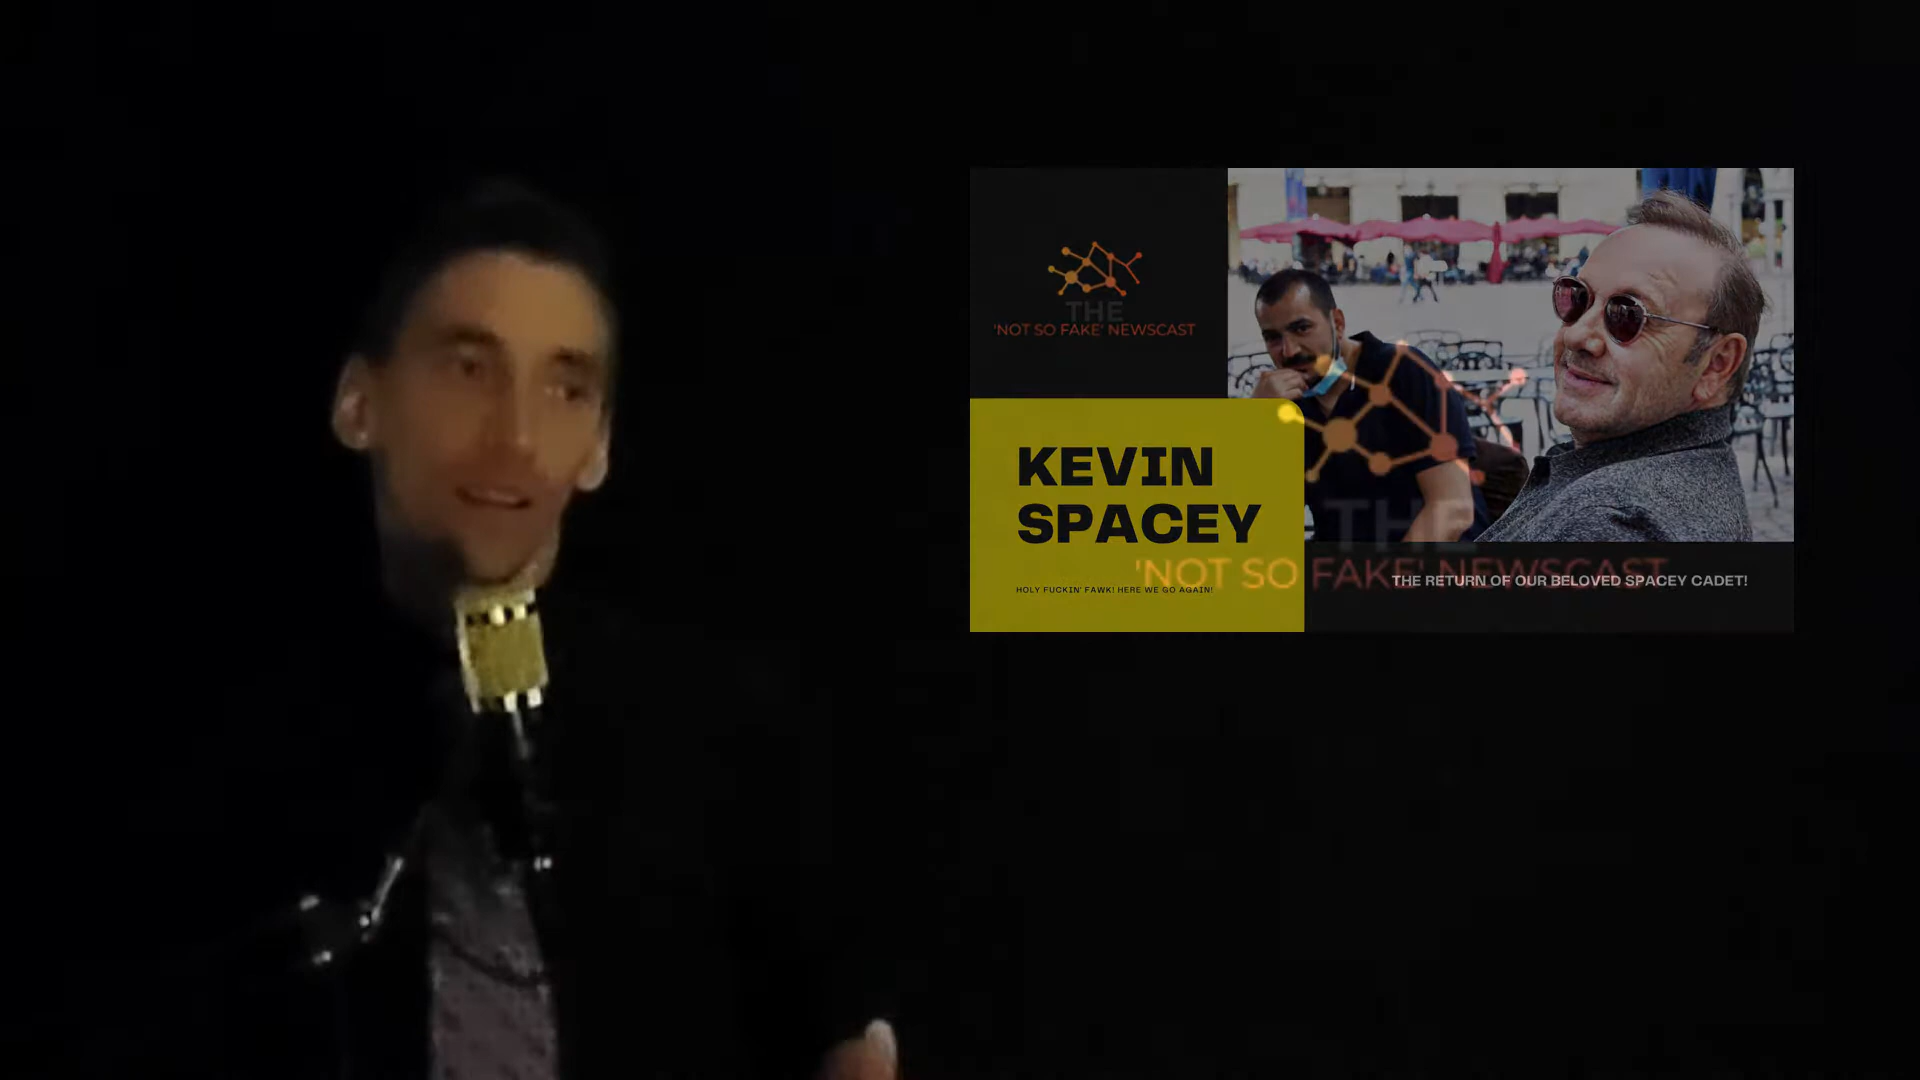 THE
'NOT SO FAKE' NEWSCAST
KEVIN
SPACEY
HOLY FUCKIN' FAWK! HERE WE GO AGAIN!
THE
'NOT SO FAKE' NEWSCAST
THE RETURN OF OUR BELOVED SPACEY CADET!